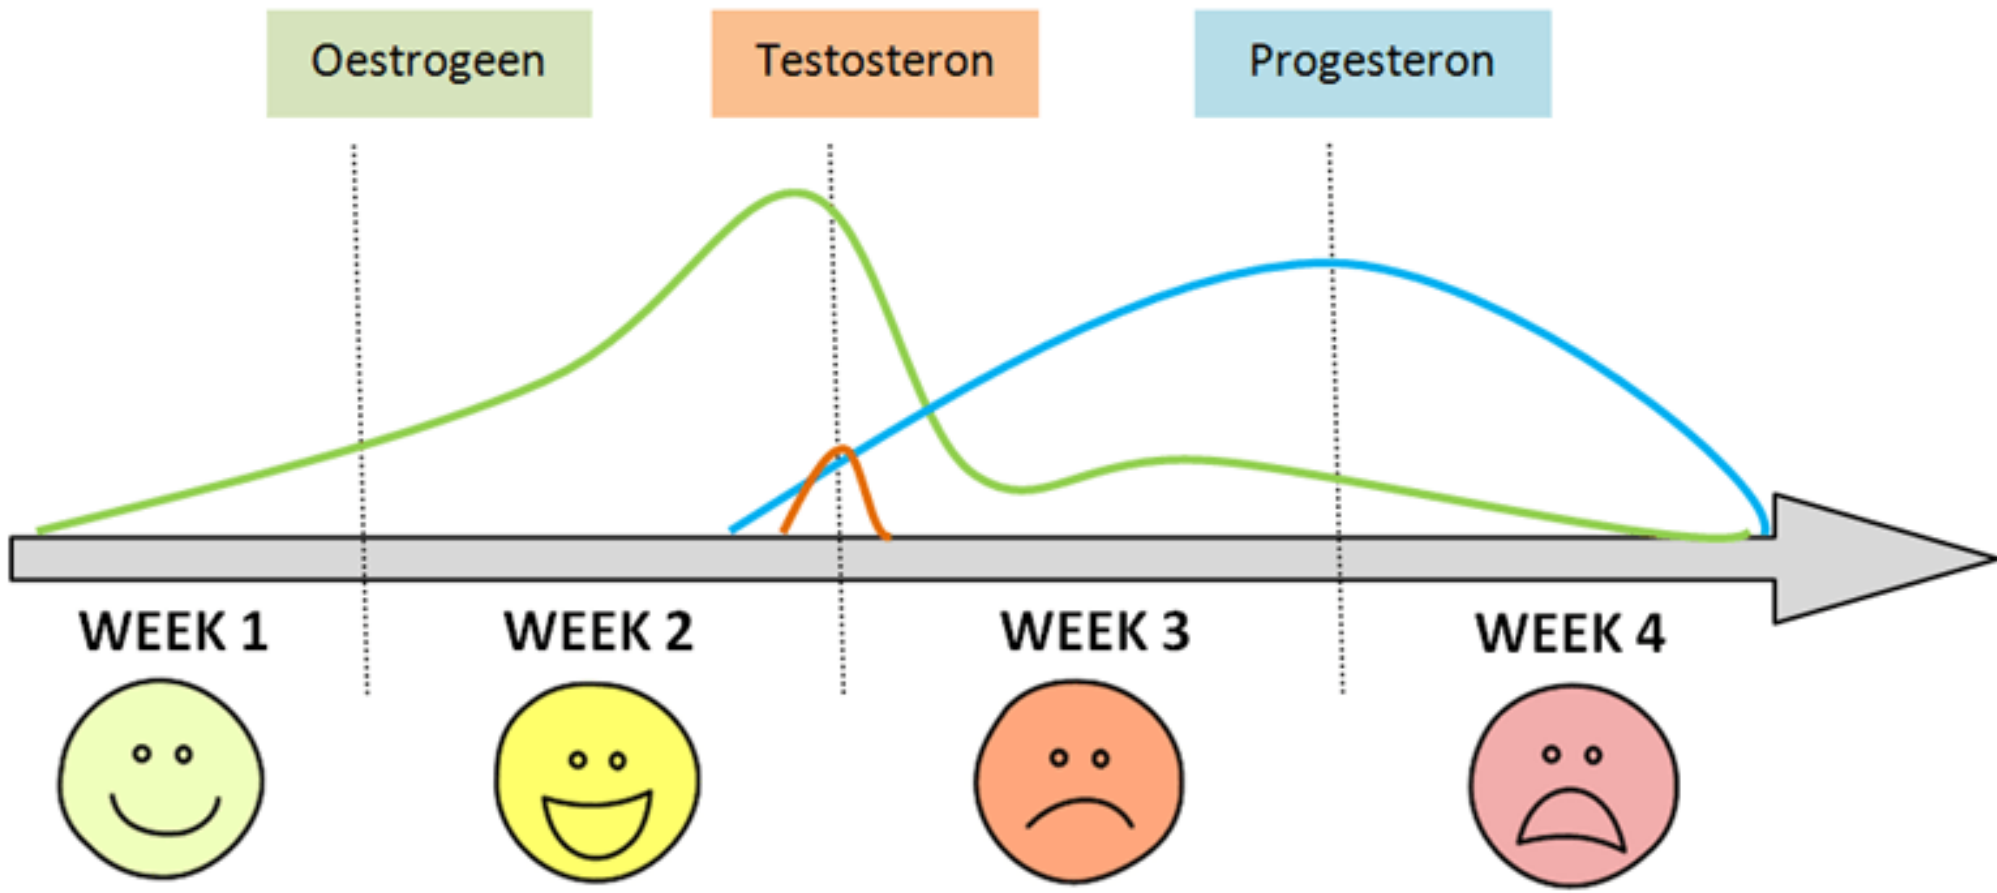 Oestrogeen
Testosteron
Progesteron
WEEK 1
WEEK 2
WEEK 3
WEEK 4